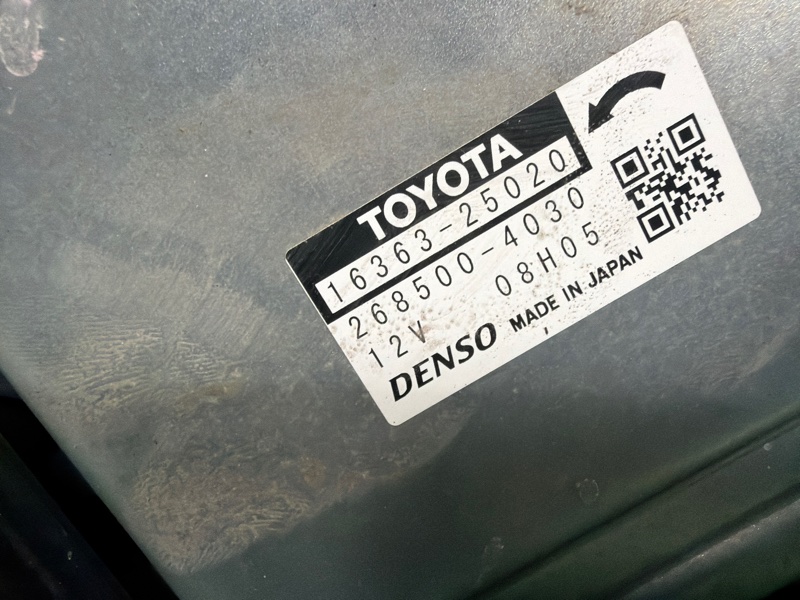 TOYOTA
16363-25020
268500-4030
12V 08H05
DENSO MADE IN JAPAN